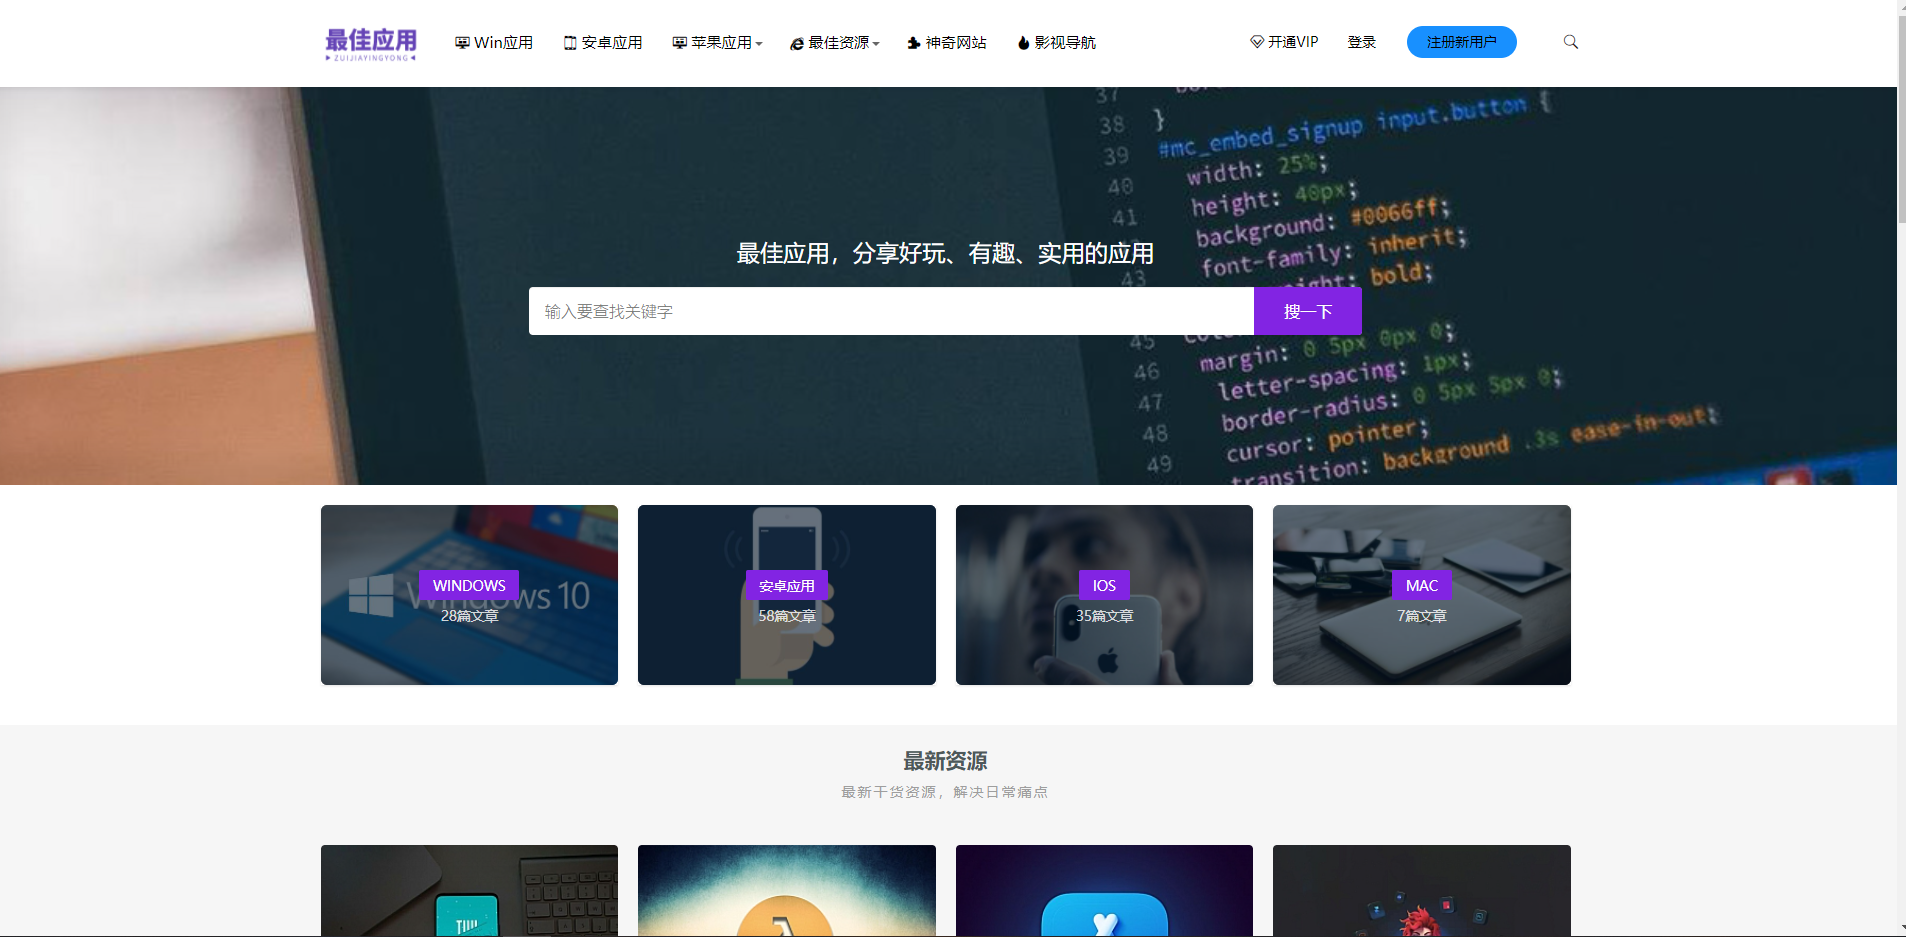 最佳应用
ZUIJIAYINGYONG
Win应用
安卓应用
苹果应用
最佳资源
神奇网站
影视导航
开通VIP
登录
注册新用户
37
38 }
39 #mc_embed_signup input.button {
40 width: 25%;
41 height: 40px;
background: #0066ff;
43 font-family: inherit;
bold;
最佳应用，分享好玩、有趣、实用的应用
输入要查找关键字
搜一下
45
46 margin: 0 5px 0px 0;
47 letter-spacing: 1px;
48 border-radius: 0 5px 5px 0;
49 cursor: pointer;
transition: background .3s ease-in-out;
Windows 10
WINDOWS
28篇文章
安卓应用
58篇文章
IOS
35篇文章
MAC
7篇文章
最新资源
最新干货资源，解决日常痛点